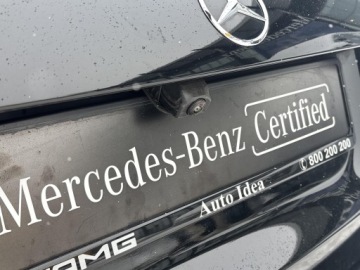 Mercedes-Benz Certified
Auto Idea
800 200 200
AMG